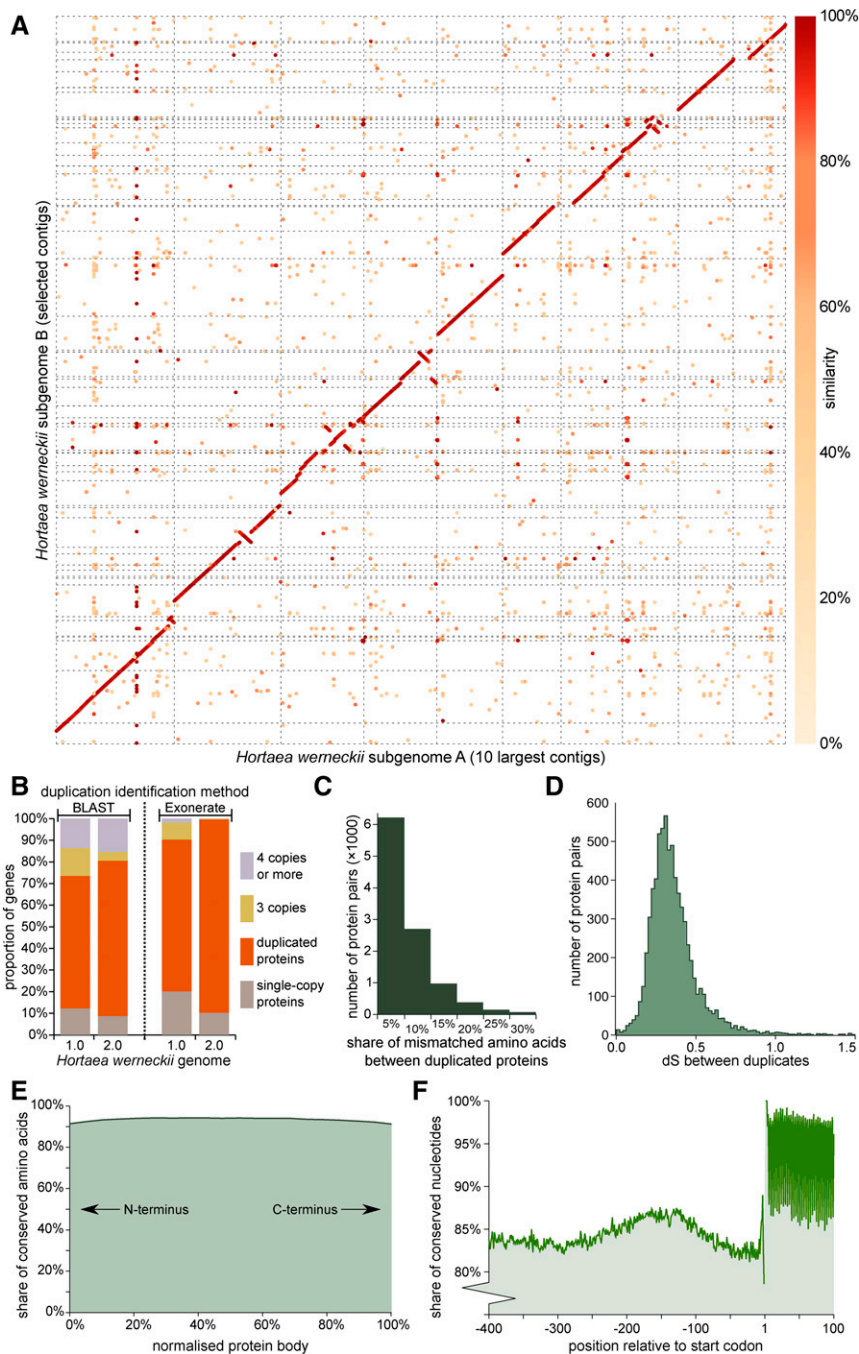 A
Hortaea werneckii subgenome B (selected contigs)
Hortaea werneckii subgenome A (10 largest contigs)
100%
80%
60%
40%
20%
0%
similarity
B
duplication identification method
BLAST
Exonerate
proportion of genes
100%
90%
80%
70%
60%
50%
40%
30%
20%
10%
0%
1.0 2.0 1.0 2.0
Hortaea werneckii genome
4 copies
or more
3 copies
duplicated
proteins
single-copy
proteins
C
number of protein pairs (×1000)
6
5
4
3
2
1
0
5% 10% 15% 20% 25% 30%
share of mismatched amino acids
between duplicated proteins
D
number of protein pairs
600
500
400
300
200
100
0
0.0 0.5 1.0 1.5
dS between duplicates
E
share of conserved amino acids
100%
80%
60%
40%
20%
0%
N-terminus
C-terminus
0% 20% 40% 60% 80% 100%
normalised protein body
F
share of conserved nucleotides
100%
95%
90%
85%
80%
-400 -300 -200 -100 1 100
position relative to start codon